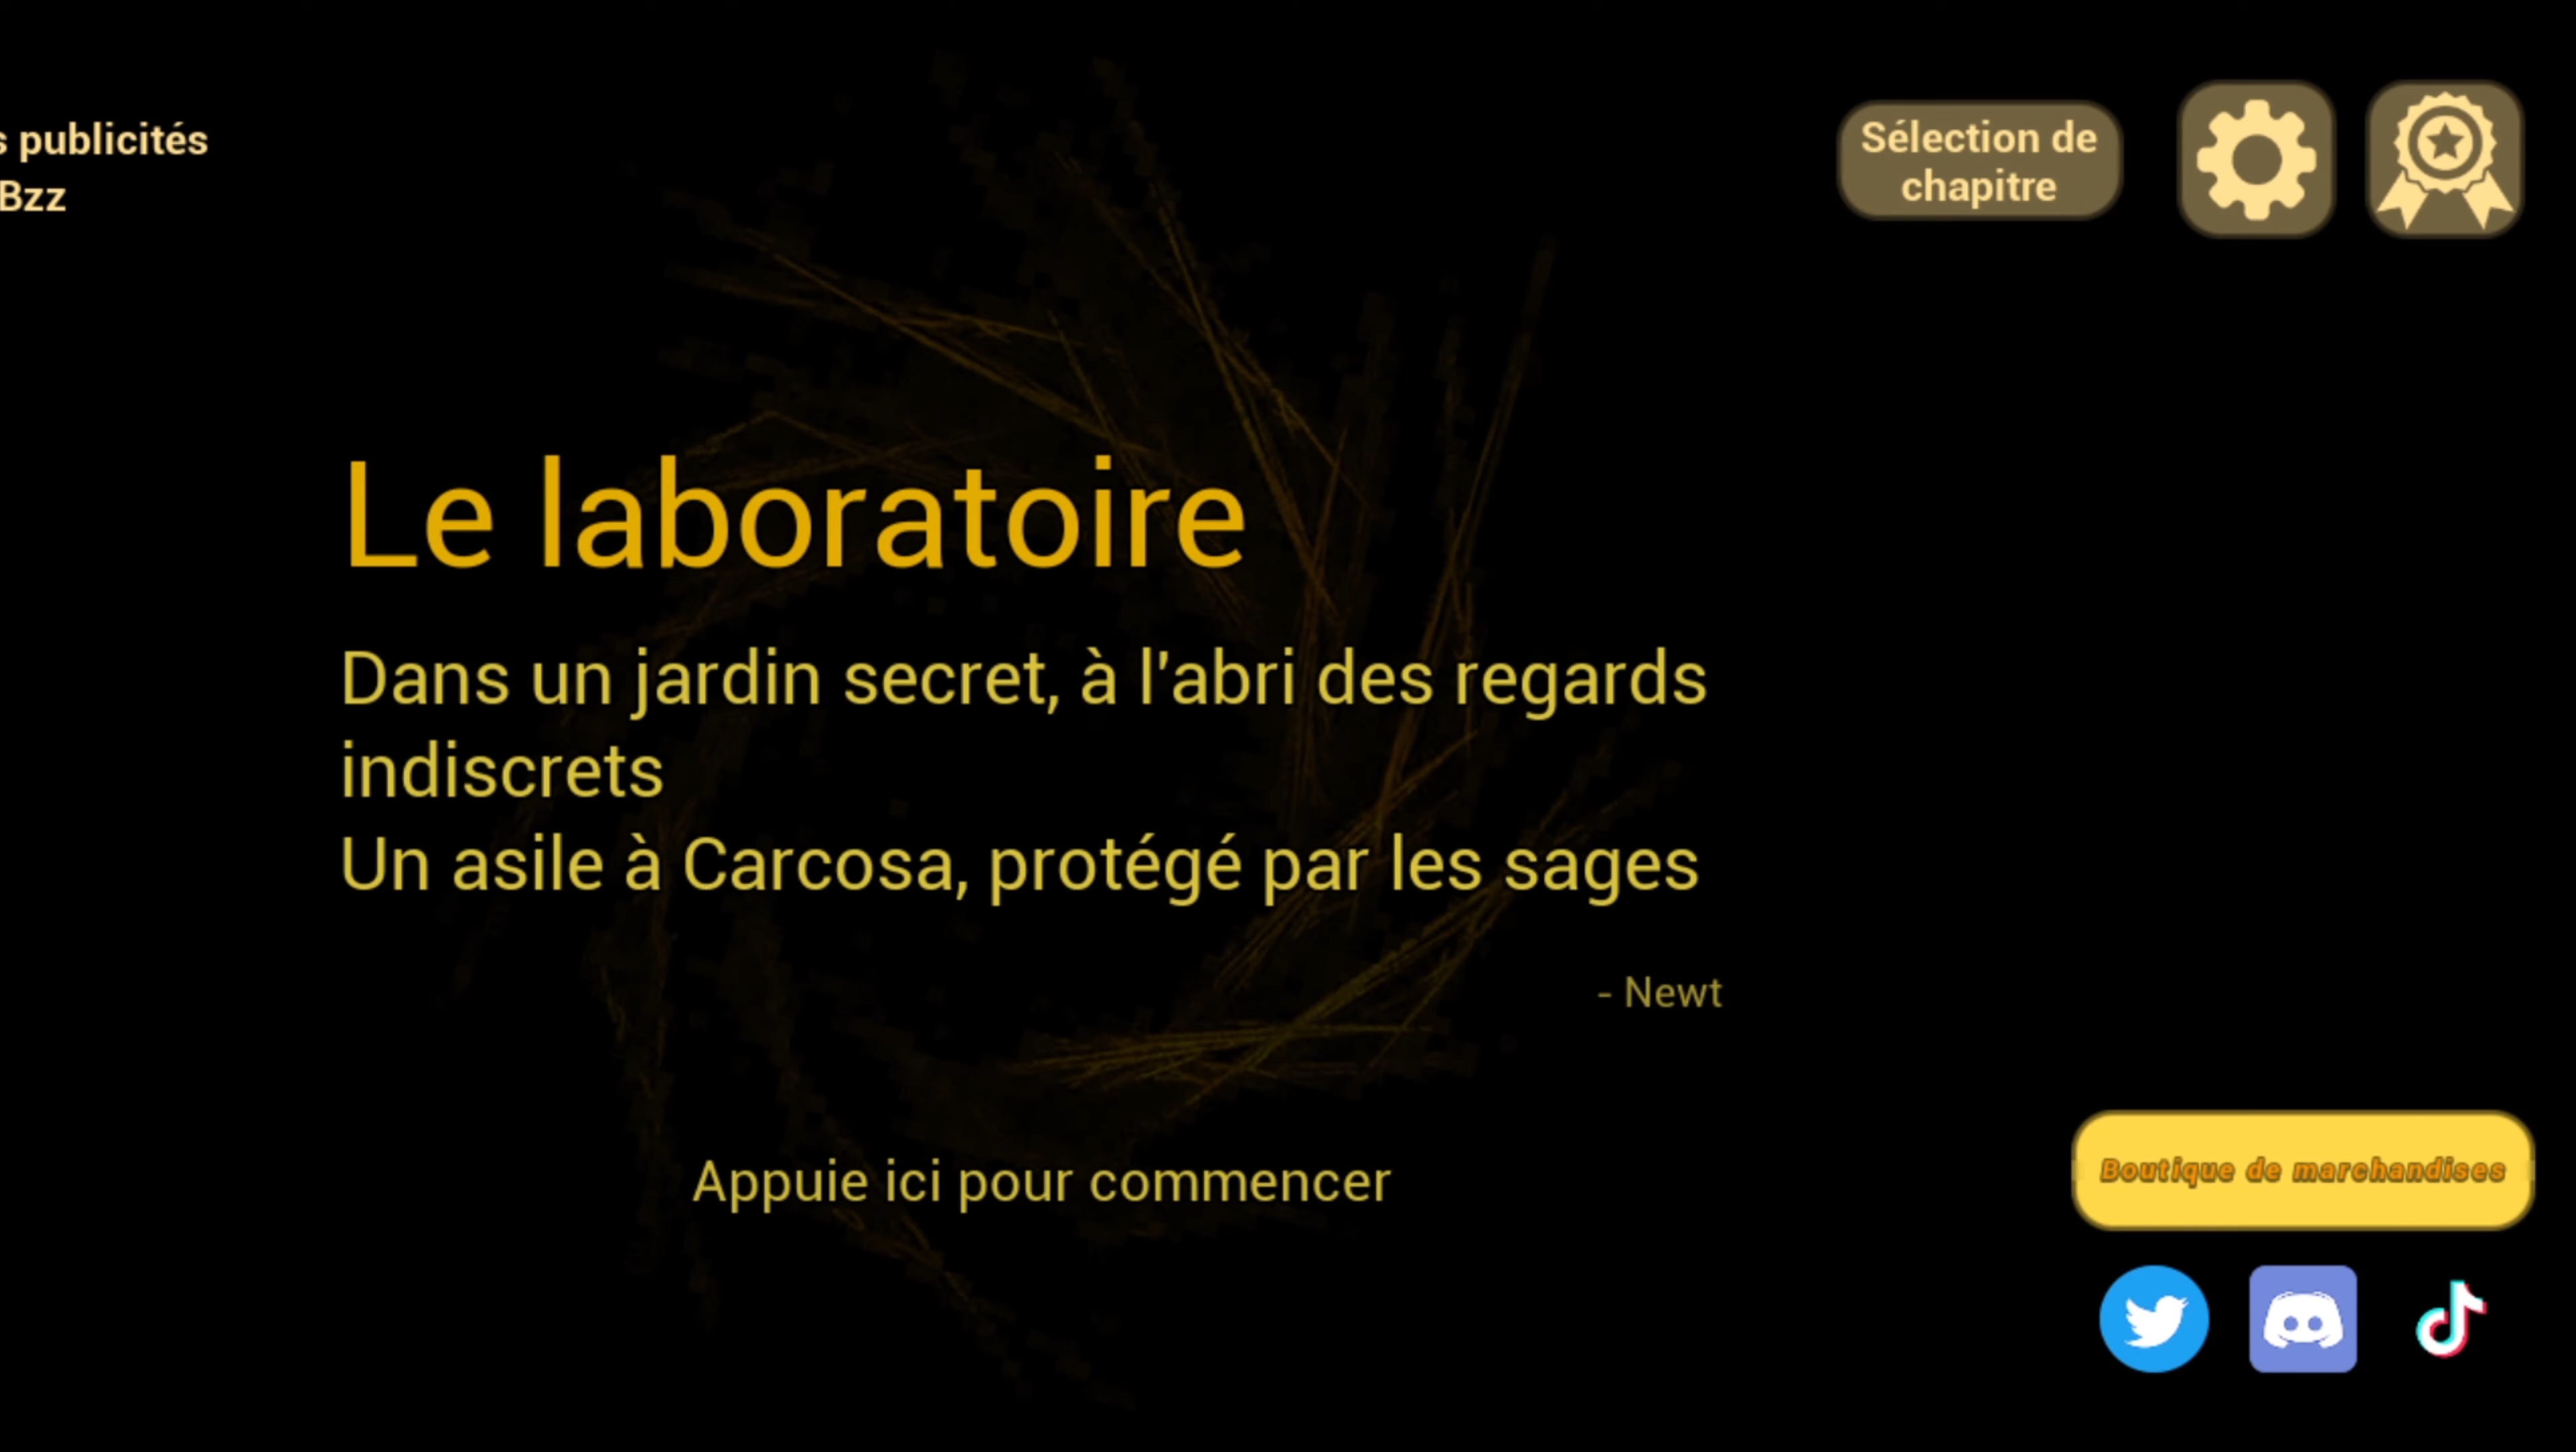 publicités
Bzz
Sélection de
chapitre
Le laboratoire
Dans un jardin secret, à l'abri des regards
indiscrets
Un asile à Carcosa, protégé par les sages
- Newt
Appuie ici pour commencer
Boutique de marchandises